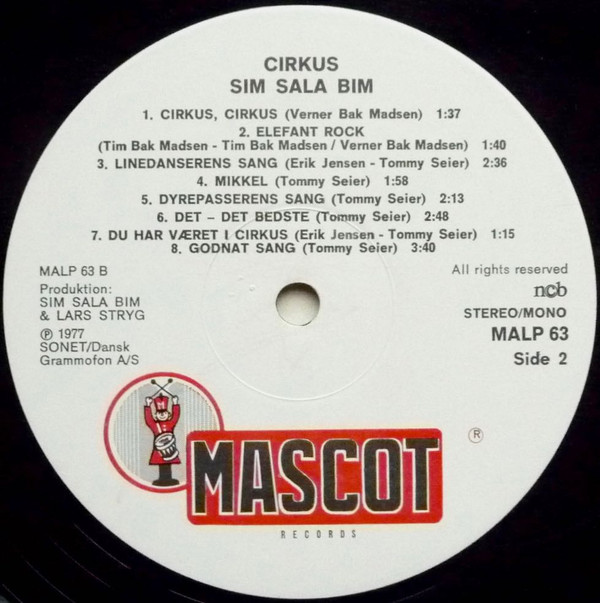 CIRKUS
SIM SALA BIM
1. CIRKUS, CIRKUS (Verner Bak Madsen) 1:37
2. ELEFANT ROCK
(Tim Bak Madsen - Tim Bak Madsen / Verner Bak Madsen) 1:40
3. LINEDANSERENS SANG (Erik Jensen - Tommy Seier) 2:36
4. MIKKEL (Tommy Seier) 1:58
5. DYREPASSERENS SANG (Tommy Seier) 2:13
6. DET – DET BEDSTE (Tommy Seier) 2:48
7. DU HAR VÆRET I CIRKUS (Erik Jensen - Tommy Seier) 1:15
8. GODNAT SANG (Tommy Seier) 3:40
MALP 63 B
Produktion:
SIM SALA BIM
& LARS STRYG
℗ 1977
SONET/Dansk
Grammofon A/S
All rights reserved
ncb
STEREO/MONO
MALP 63
Side 2
M
MASCOT ®
RECORDS